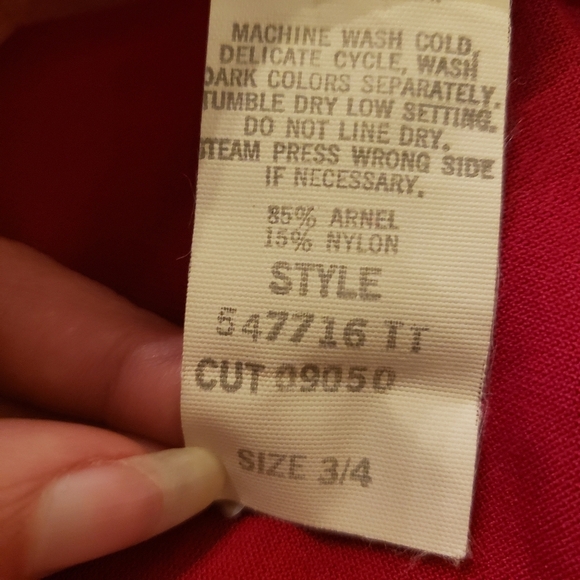 MACHINE WASH COLD,
DELICATE CYCLE, WASH
DARK COLORS SEPARATELY.
TUMBLE DRY LOW SETTING.
DO NOT LINE DRY.
STEAM PRESS WRONG SIDE
IF NECESSARY.
85% ARNEL
15% NYLON
STYLE
547716 TT
CUT 09050
SIZE 3/4